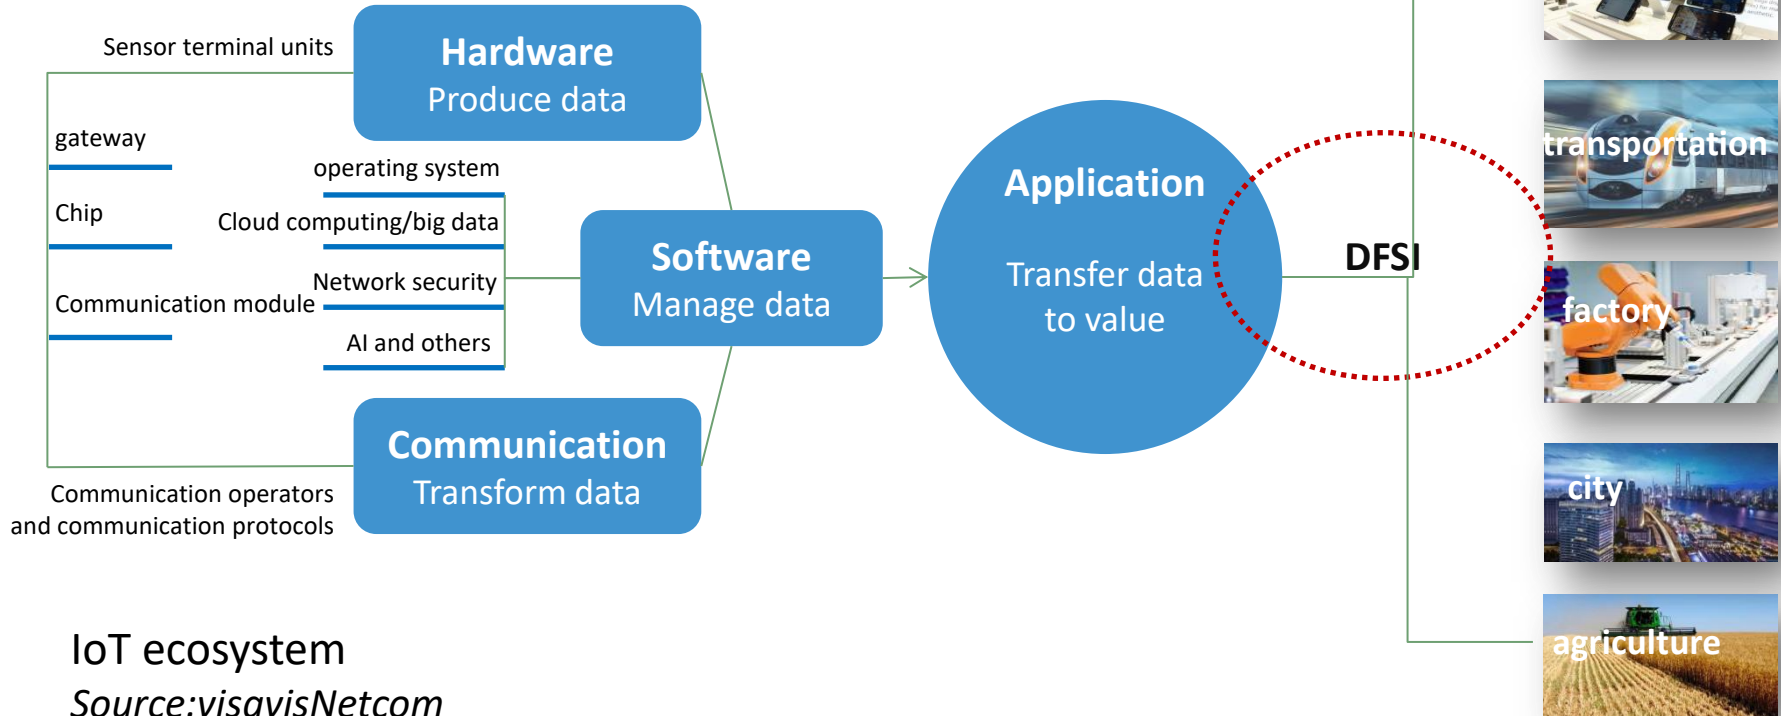 Sensor terminal units
Hardware
Produce data
gateway
Chip
Communication module
operating system
Cloud computing/big data
Network security
AI and others
Software
Manage data
Communication
Transform data
Communication operators
and communication protocols
Application
Transfer data
to value
DFSI
transportation
factory
city
agriculture
IoT ecosystem
Source:visavisNetcom